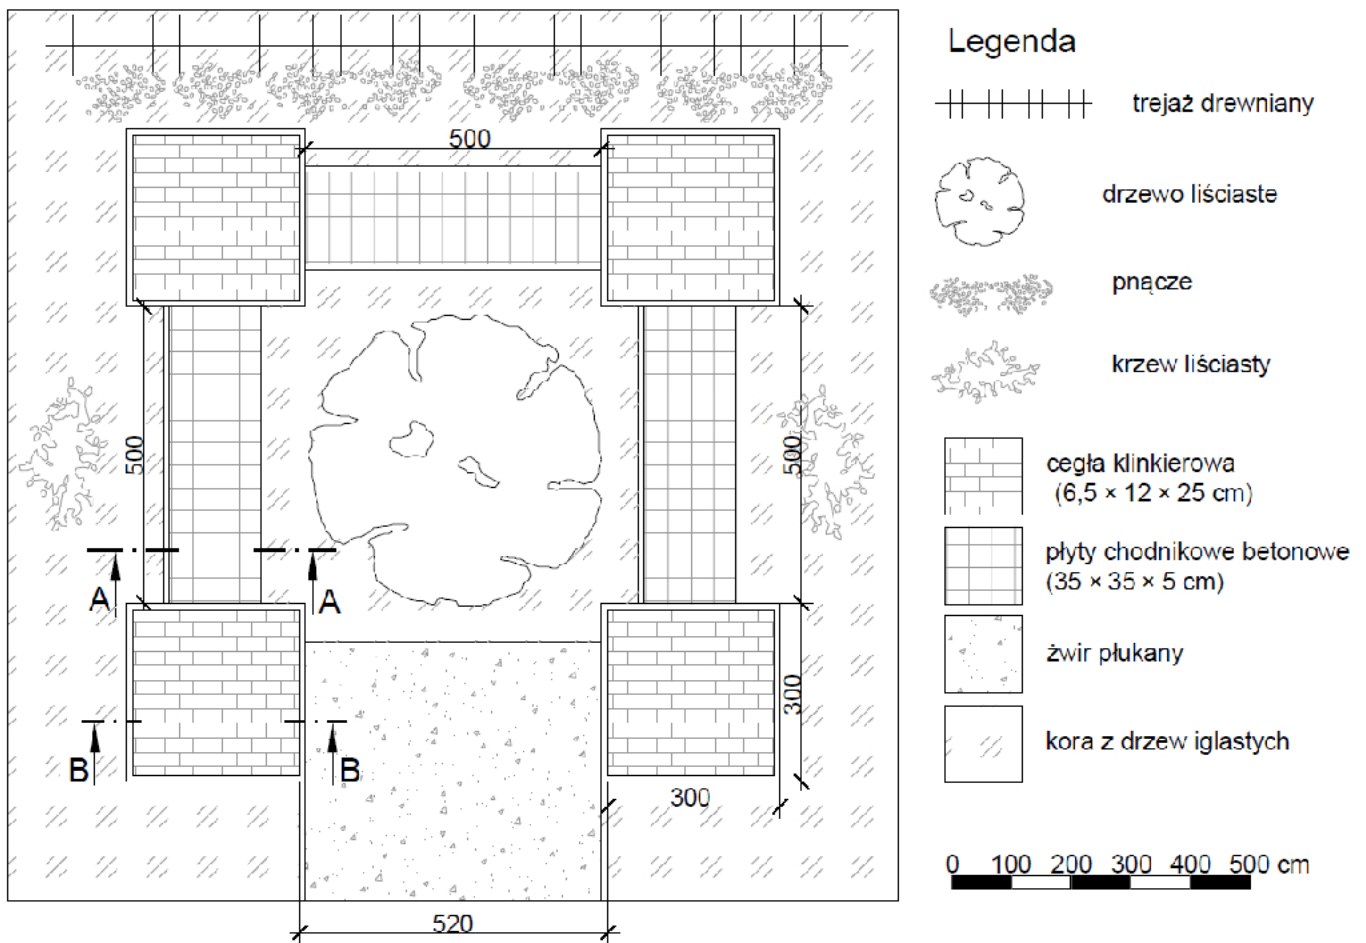 Legenda
trejaż drewniany
drzewo liściaste
pnącze
krzew liściasty
cegła klinkierowa
(6,5 × 12 × 25 cm)
płyty chodnikowe betonowe
(35 × 35 × 5 cm)
żwir płukany
kora z drzew iglastych
0 100 200 300 400 500 cm
500
500
500
A A
B B
300
300
520